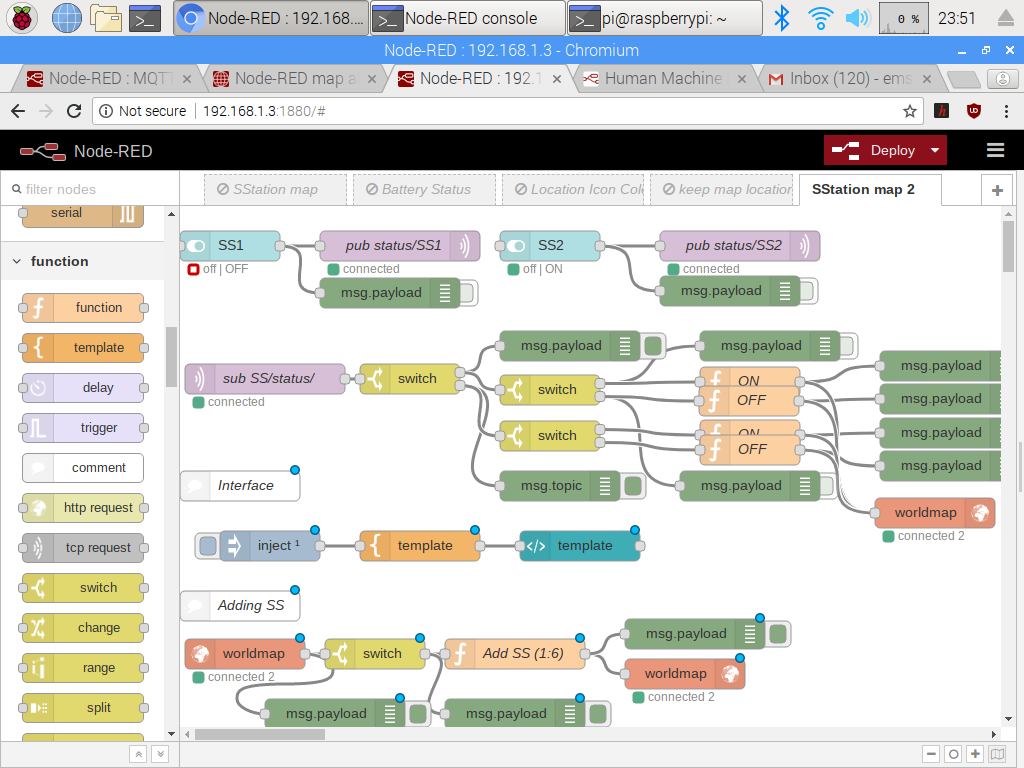 Node-RED : 192.168....
Node-RED console
pi@raspberrypi: ~
0 %
23:51
Node-RED : 192.168.1.3 - Chromium
Node-RED : MQTT
Node-RED map a
Node-RED : 192.1
Human Machine
Inbox (120) - ems
Not secure
192.168.1.3:1880/#
Node-RED
Deploy
filter nodes
SStation map
Battery Status
Location Icon Col
keep map location
SStation map 2
serial
function
function
template
delay
trigger
comment
http request
tcp request
switch
change
range
split
SS1
off | OFF
pub status/SS1
connected
msg.payload
SS2
off | ON
pub status/SS2
connected
msg.payload
sub SS/status/
connected
switch
msg.payload
switch
switch
msg.topic
msg.payload
ON
OFF
ON
OFF
msg.payload
msg.payload
msg.payload
msg.payload
msg.payload
worldmap
connected 2
Interface
inject ¹
template
template
Adding SS
worldmap
connected 2
switch
Add SS (1:6)
msg.payload
worldmap
connected 2
msg.payload
msg.payload